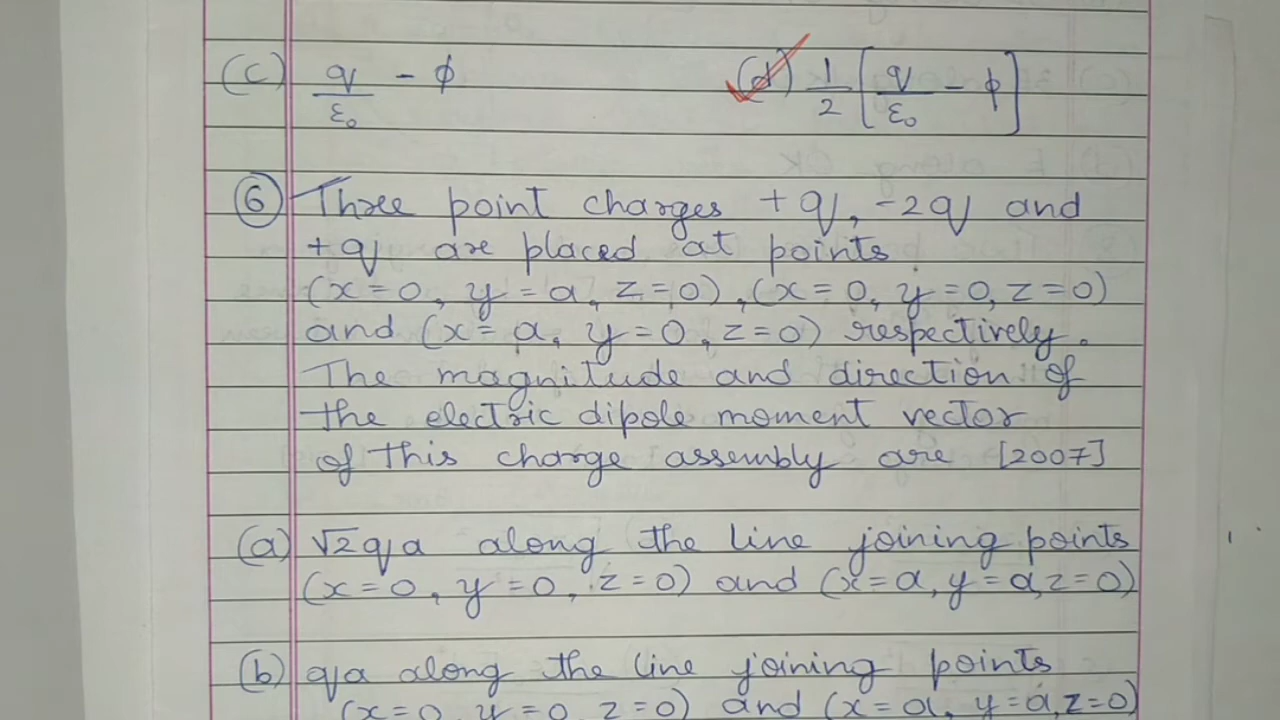 (c) q/ε₀ - ϕ (d) 1/2 [q/ε₀ - ϕ]
⑥ Three point charges +q, -2q and
+q are placed at points
(x=0, y=a, z=0), (x=0, y=0, z=0)
and (x=a, y=0, z=0) respectively.
The magnitude and direction of
the electric dipole moment vector
of this charge assembly are [2007]
(a) √2qa along the line joining points
(x=0, y=0, z=0) and (x=a, y=a, z=0)
(b) qa along the line joining points
(x=0, y=0, z=0) and (x=a, y=a, z=0)